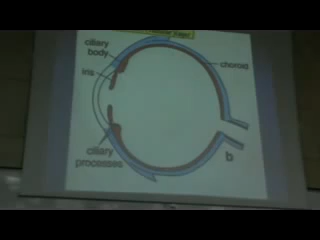 ciliary
body
iris
choroid
ciliary
processes
b